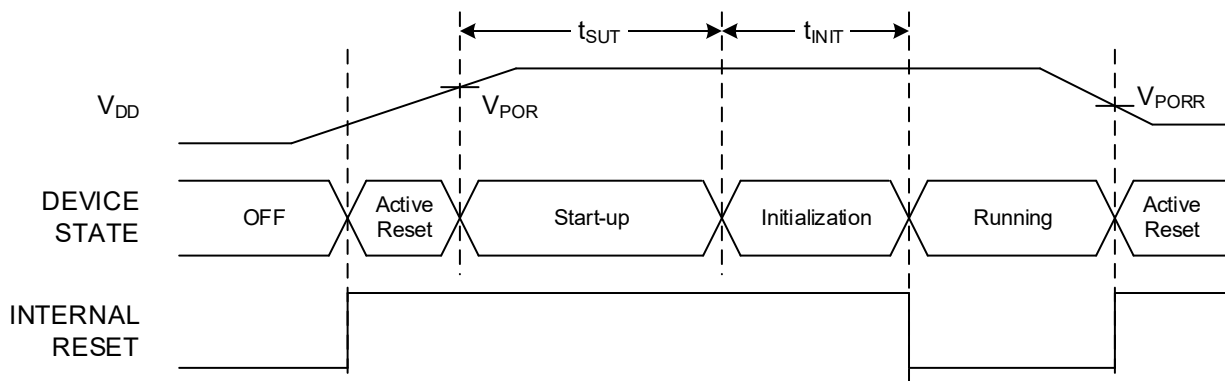 tSUT
tINIT
VDD
VPOR
VPORR
DEVICE
STATE
OFF
Active
Reset
Start-up
Initialization
Running
Active
Reset
INTERNAL
RESET